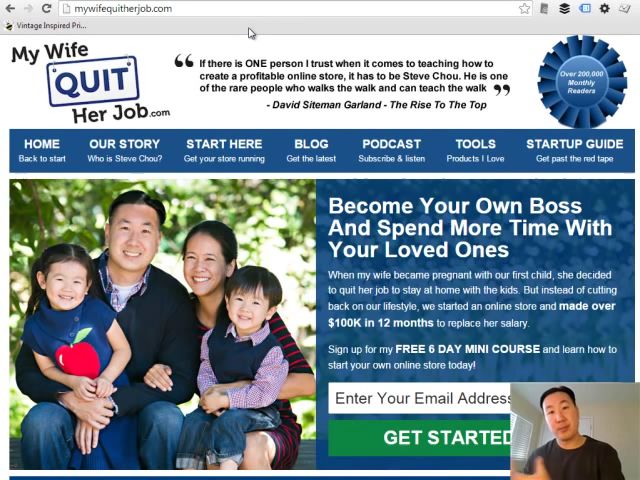 mywifequitherjob.com
Vintage Inspired Pri...
My Wife
QUIT
Her Job.com
“ If there is ONE person I trust when it comes to teaching how to
create a profitable online store, it has to be Steve Chou. He is one
of the rare people who walks the walk and can teach the walk ”
- David Siteman Garland - The Rise To The Top
Over 200,000
Monthly
Readers
HOME OUR STORY START HERE BLOG PODCAST TOOLS STARTUP GUIDE
Back to start Who is Steve Chou? Get your store running Get the latest Subscribe & listen Products I Love Get past the red tape
Become Your Own Boss
And Spend More Time With
Your Loved Ones
When my wife became pregnant with our first child, she decided
to quit her job to stay at home with the kids. But instead of cutting
back on our lifestyle, we started an online store and made over
$100K in 12 months to replace her salary.
Sign up for my FREE 6 DAY MINI COURSE and learn how to
start your own online store today!
Enter Your Email Address
GET STARTED